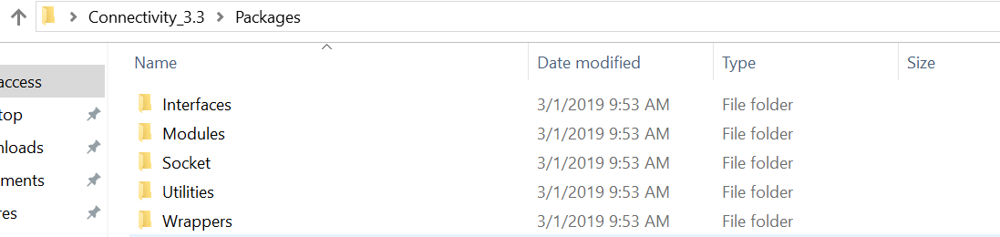 Connectivity_3.3 Packages
Name Date modified Type Size
access
top
nloads
ments
res
Interfaces 3/1/2019 9:53 AM File folder
Modules 3/1/2019 9:53 AM File folder
Socket 3/1/2019 9:53 AM File folder
Utilities 3/1/2019 9:53 AM File folder
Wrappers 3/1/2019 9:53 AM File folder